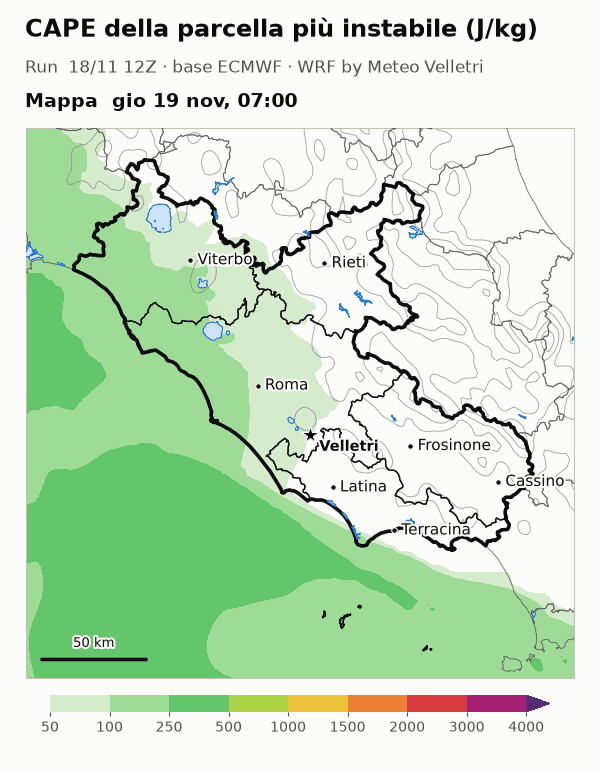 CAPE della parcella più instabile (J/kg)
Run  18/11 12Z · base ECMWF · WRF by Meteo Velletri
Mappa  gio 19 nov, 07:00
Viterbo
Rieti
Roma
Velletri
Frosinone
Cassino
Latina
Terracina
50 km
50 100 250 500 1000 1500 2000 3000 4000